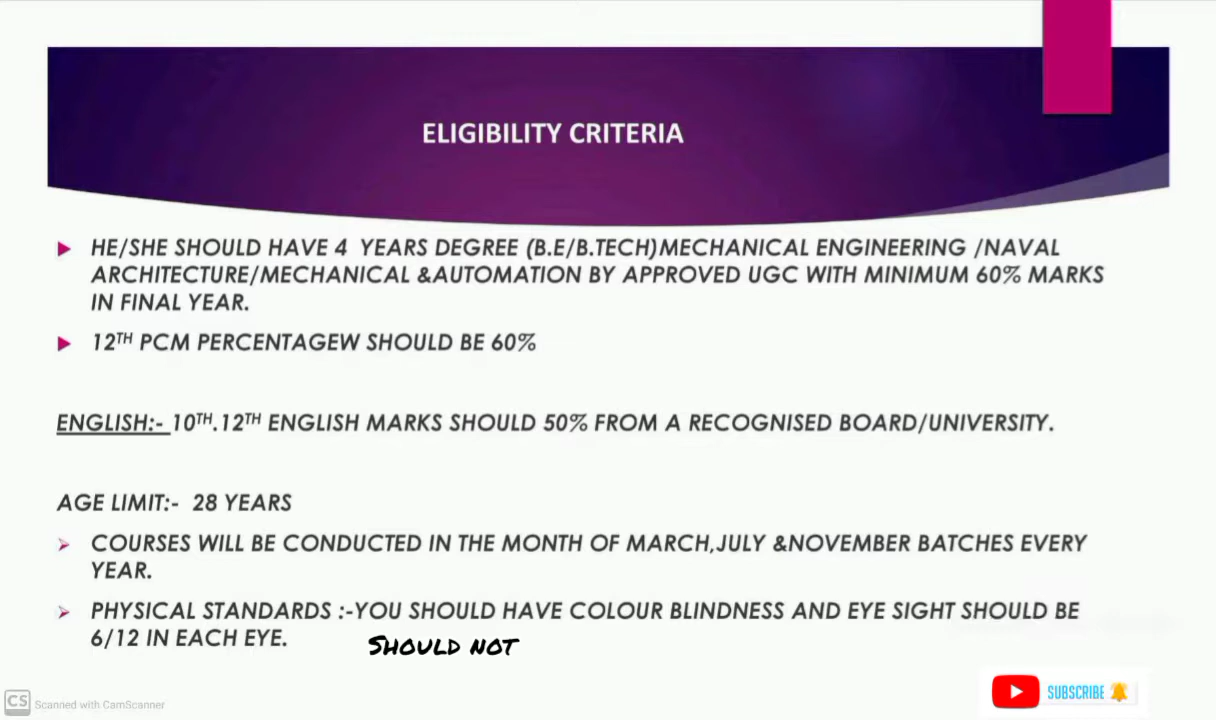 ELIGIBILITY CRITERIA
HE/SHE SHOULD HAVE 4 YEARS DEGREE (B.E/B.TECH)MECHANICAL ENGINEERING /NAVAL
ARCHITECTURE/MECHANICAL &AUTOMATION BY APPROVED UGC WITH MINIMUM 60% MARKS
IN FINAL YEAR.
12TH PCM PERCENTAGEW SHOULD BE 60%
ENGLISH:- 10TH.12TH ENGLISH MARKS SHOULD 50% FROM A RECOGNISED BOARD/UNIVERSITY.
AGE LIMIT:- 28 YEARS
COURSES WILL BE CONDUCTED IN THE MONTH OF MARCH,JULY &NOVEMBER BATCHES EVERY
YEAR.
PHYSICAL STANDARDS :-YOU SHOULD HAVE COLOUR BLINDNESS AND EYE SIGHT SHOULD BE
6/12 IN EACH EYE.
SHOULD NOT
SUBSCRIBE
CS Scanned with CamScanner